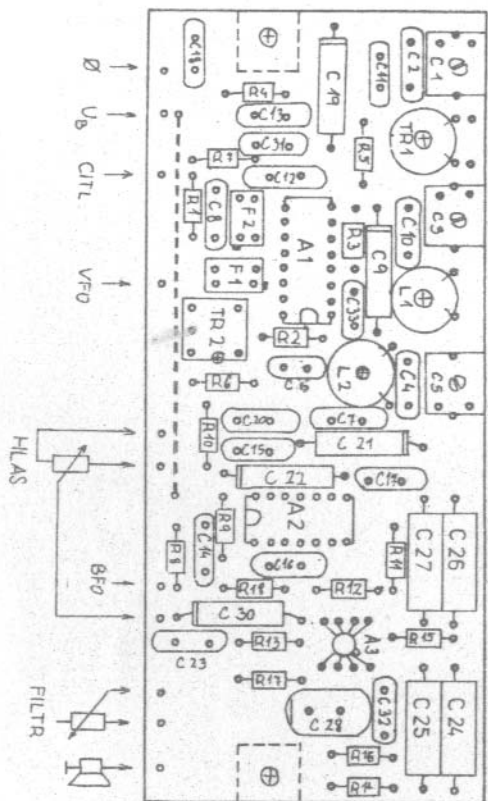 Ø
U_B
CITL
VFO
HLAS
BFO
FILTR
C18
C19
C110
C2
C1
R4
C13
C31
R7
C12
R5
TR1
R1
C8
F2
A1
R3
C9
C10
C3
F1
C33
L1
TR2
R2
C6
L2
C4
C5
R6
R10
C20
C7
C15
C21
C22
C17
R8
C14
R9
A2
C16
R11
C27
C26
R18
R12
C30
R13
A3
R15
C23
R17
C28
C32
C25
C24
R16
R14